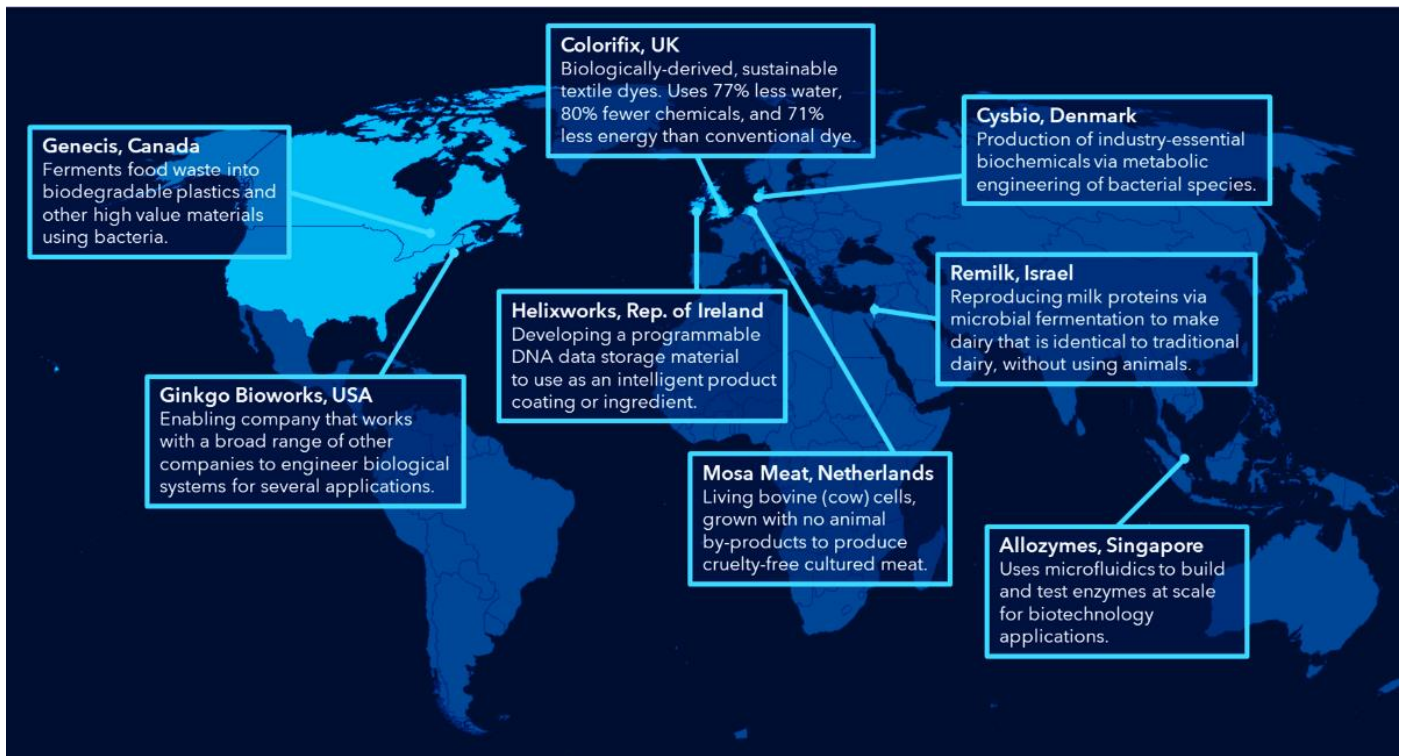 Colorifix, UK
Biologically-derived, sustainable
textile dyes. Uses 77% less water,
80% fewer chemicals, and 71%
less energy than conventional dye.
Genecis, Canada
Ferments food waste into
biodegradable plastics and
other high value materials
using bacteria.
Cysbio, Denmark
Production of industry-essential
biochemicals via metabolic
engineering of bacterial species.
Remilk, Israel
Reproducing milk proteins via
microbial fermentation to make
dairy that is identical to traditional
dairy, without using animals.
Helixworks, Rep. of Ireland
Developing a programmable
DNA data storage material
to use as an intelligent product
coating or ingredient.
Ginkgo Bioworks, USA
Enabling company that works
with a broad range of other
companies to engineer biological
systems for several applications.
Mosa Meat, Netherlands
Living bovine (cow) cells,
grown with no animal
by-products to produce
cruelty-free cultured meat.
Allozymes, Singapore
Uses microfluidics to build
and test enzymes at scale
for biotechnology
applications.